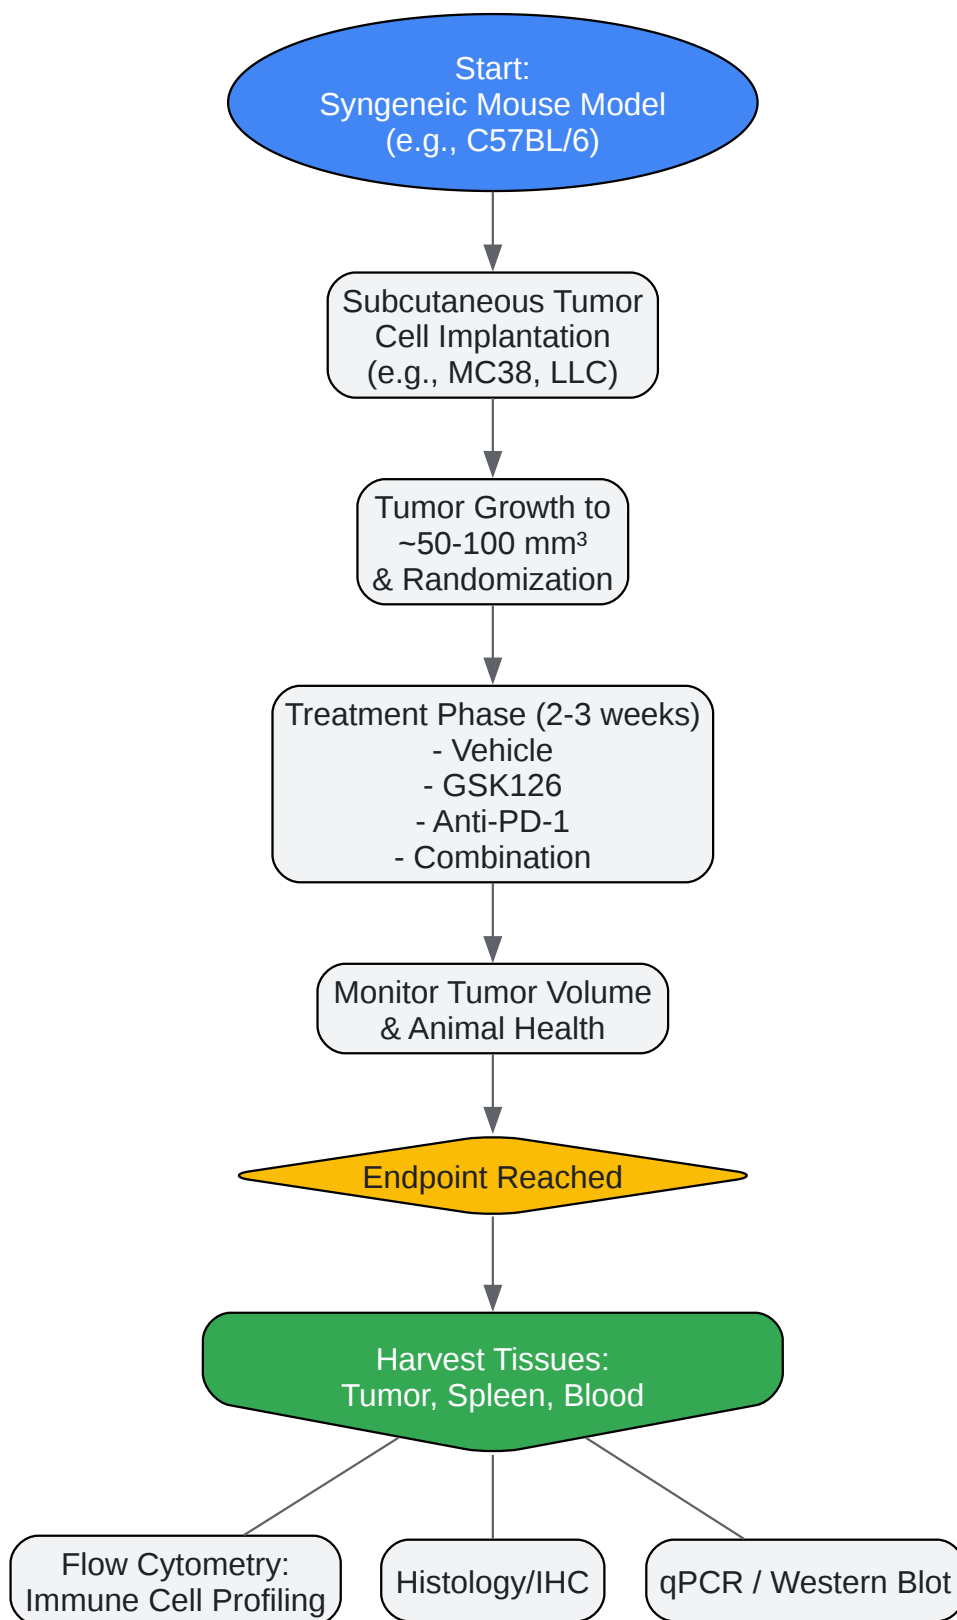 Start:
Syngeneic Mouse Model
(e.g., C57BL/6)
Subcutaneous Tumor
Cell Implantation
(e.g., MC38, LLC)
Tumor Growth to
~50-100 mm³
& Randomization
Treatment Phase (2-3 weeks)
- Vehicle
- GSK126
- Anti-PD-1
- Combination
Monitor Tumor Volume
& Animal Health
Endpoint Reached
Harvest Tissues:
Tumor, Spleen, Blood
Flow Cytometry:
Immune Cell Profiling
Histology/IHC
qPCR / Western Blot